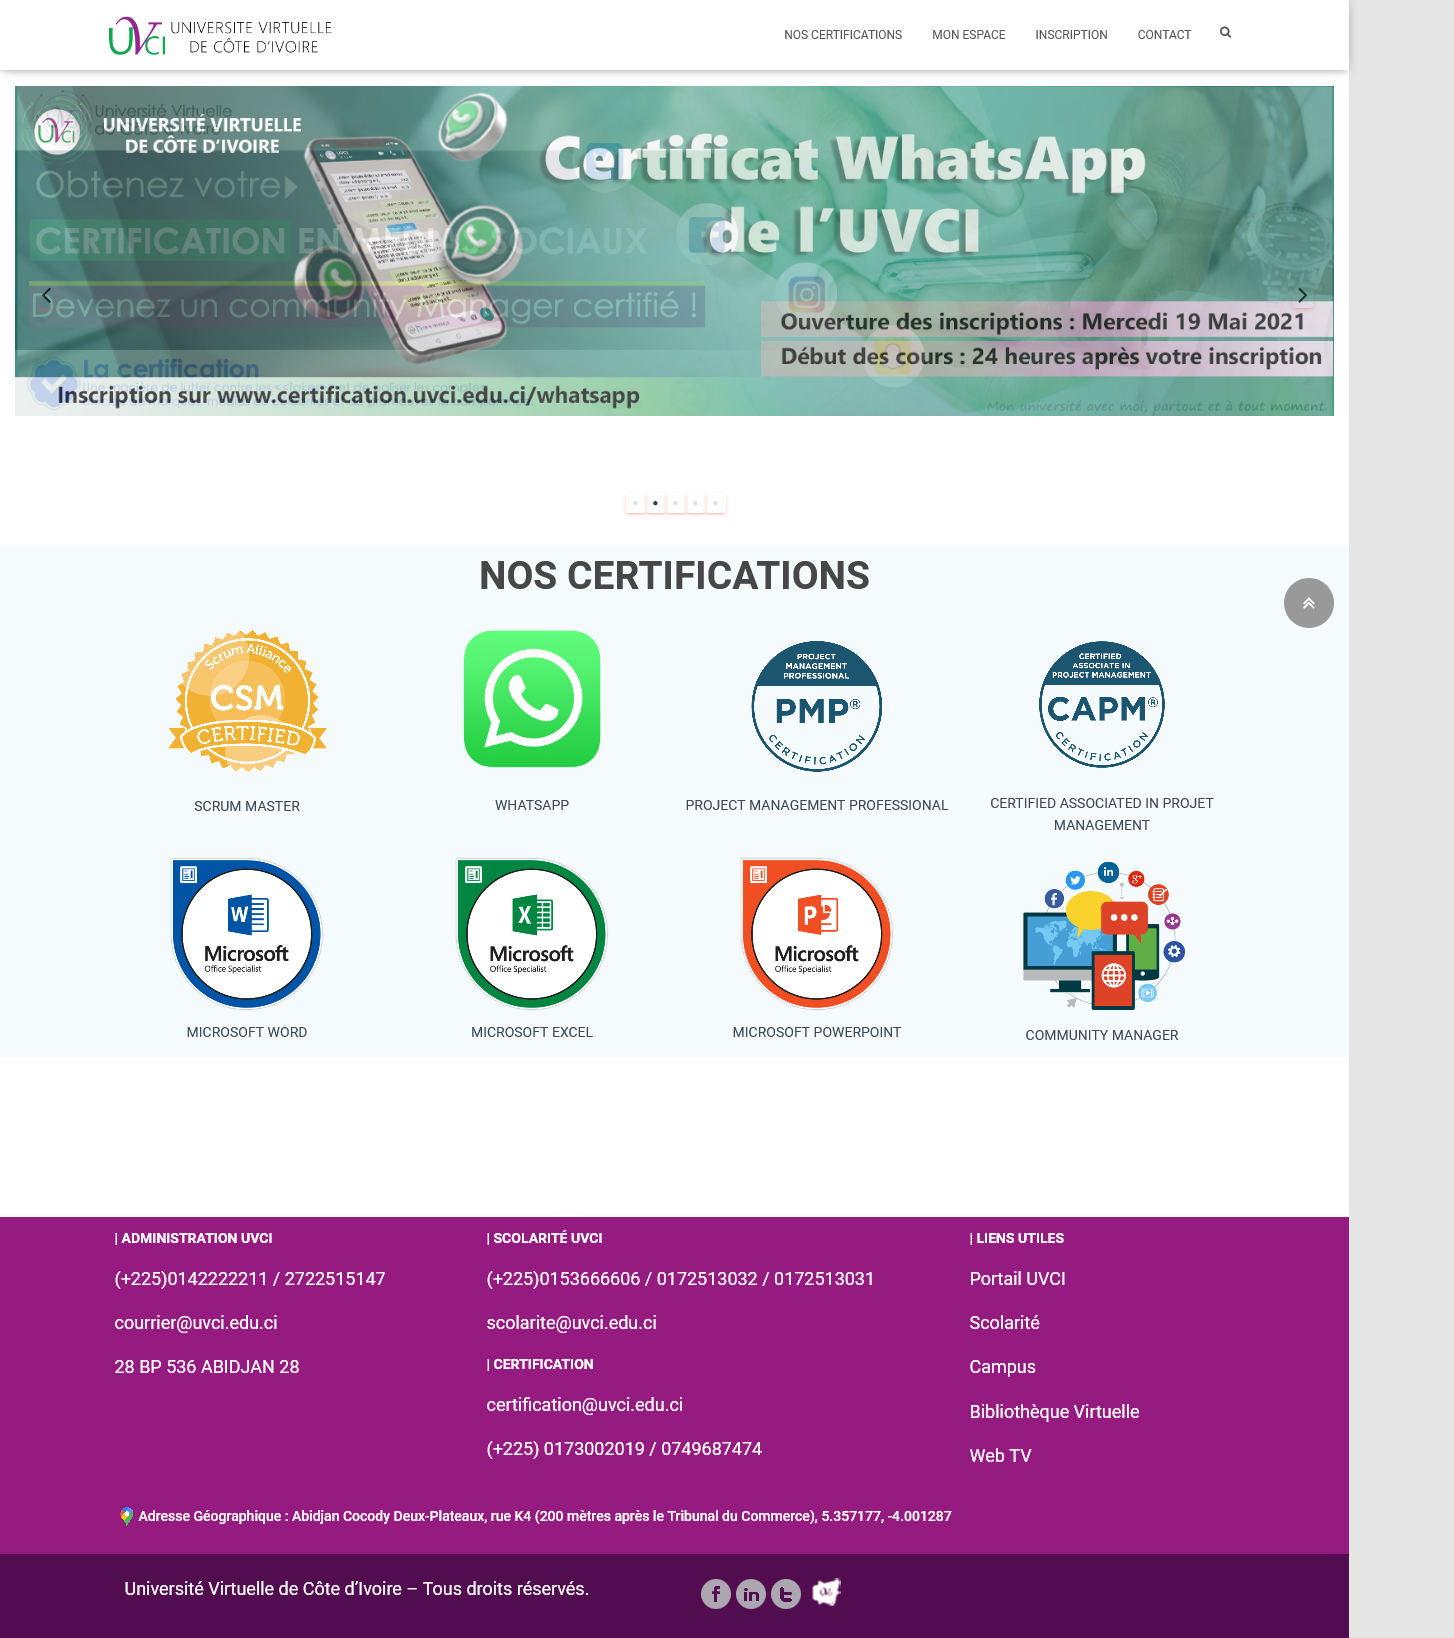 UVCI UNIVERSITE VIRTUELLE
DE CÔTE D'IVOIRE
NOS CERTIFICATIONS
MON ESPACE
INSCRIPTION
CONTACT
Université Virtuelle
UVCI
UNIVERSITÉ VIRTUELLE
DE CÔTE D'IVOIRE
Certificat WhatsApp
de l'UVCI
Obtenez votre
CERTIFICATION EN MEDIAS SOCIAUX
Devenez un community Manager certifié !
Ouverture des inscriptions : Mercedi 19 Mai 2021
Début des cours : 24 heures après votre inscription
La certification
Inscription sur www.certification.uvci.edu.ci/whatsapp
Mon université avec moi, partout et à tout moment.
NOS CERTIFICATIONS
Scrum Alliance
CSM
CERTIFIED
PROJECT
MANAGEMENT
PROFESSIONAL
PMP®
CERTIFICATION
CERTIFIED
ASSOCIATE IN
PROJECT MANAGEMENT
CAPM®
CERTIFICATION
SCRUM MASTER
WHATSAPP
PROJECT MANAGEMENT PROFESSIONAL
CERTIFIED ASSOCIATED IN PROJET
MANAGEMENT
W
Microsoft
Office Specialist
X
Microsoft
Office Specialist
P
Microsoft
Office Specialist
in
g+
f
MICROSOFT WORD
MICROSOFT EXCEL
MICROSOFT POWERPOINT
COMMUNITY MANAGER
| ADMINISTRATION UVCI
(+225)0142222211 / 2722515147
courrier@uvci.edu.ci
28 BP 536 ABIDJAN 28
| SCOLARITÉ UVCI
(+225)0153666606 / 0172513032 / 0172513031
scolarite@uvci.edu.ci
| CERTIFICATION
certification@uvci.edu.ci
(+225) 0173002019 / 0749687474
| LIENS UTILES
Portail UVCI
Scolarité
Campus
Bibliothèque Virtuelle
Web TV
Adresse Géographique : Abidjan Cocody Deux-Plateaux, rue K4 (200 mètres après le Tribunal du Commerce), 5.357177, -4.001287
Université Virtuelle de Côte d'Ivoire – Tous droits réservés.